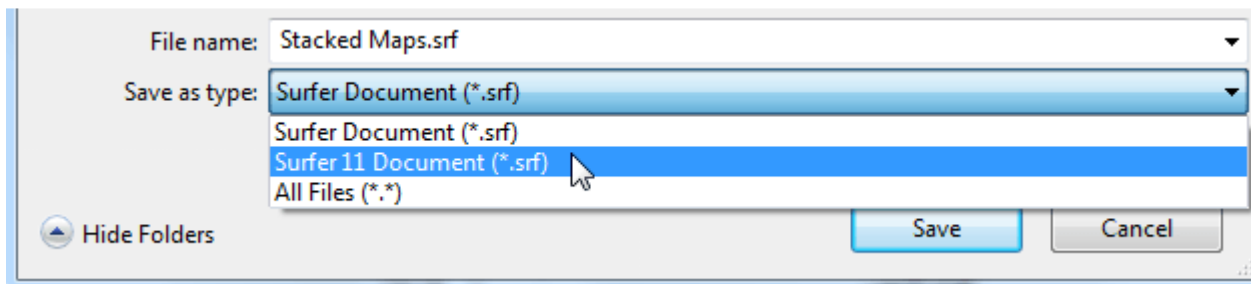 File name: Stacked Maps.srf
Save as type: Surfer Document (*.srf)
Surfer Document (*.srf)
Surfer 11 Document (*.srf)
All Files (*.*)
Hide Folders Save Cancel